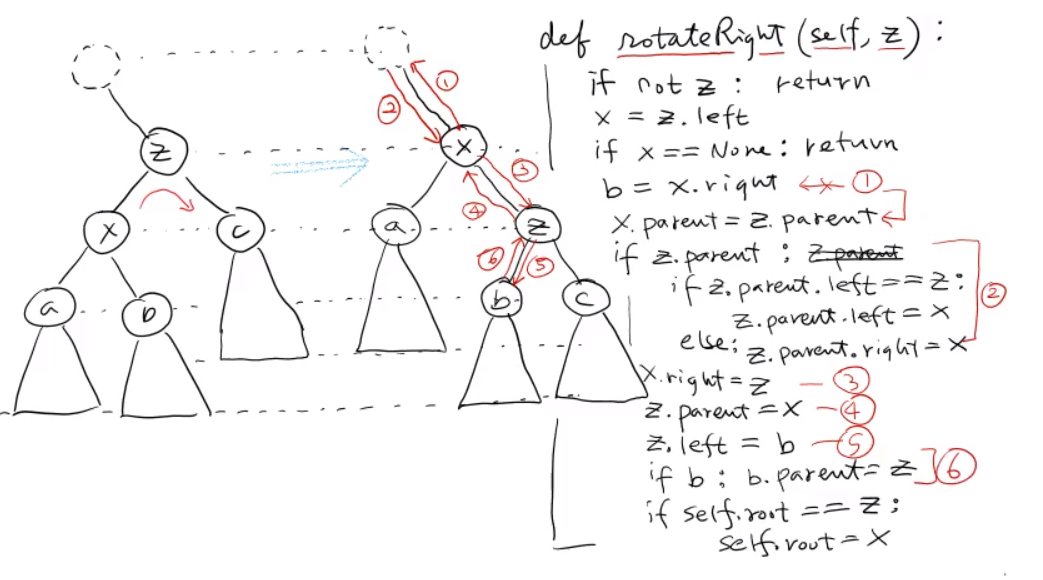 def rotateRight (self, z) :
if not z : return
x = z.left
if x == None : return
b = x.right ①
x.parent = z.parent
if z.parent : z.parent
if z.parent.left == z :
z.parent.left = x
②
else : z.parent.right = x
x.right = z - ③
z.parent = x - ④
z.left = b - ⑤
if b : b.parent = z ⑥
if self.root == z :
self.root = x
z
x
c
a
b
①
②
x
③
④
a
z
⑥
⑤
b
c